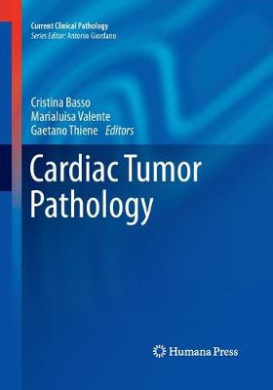 Current Clinical Pathology
Series Editor: Antonio Giordano
Cristina Basso
Marialuisa Valente
Gaetano Thiene Editors
Cardiac Tumor
Pathology
Humana Press